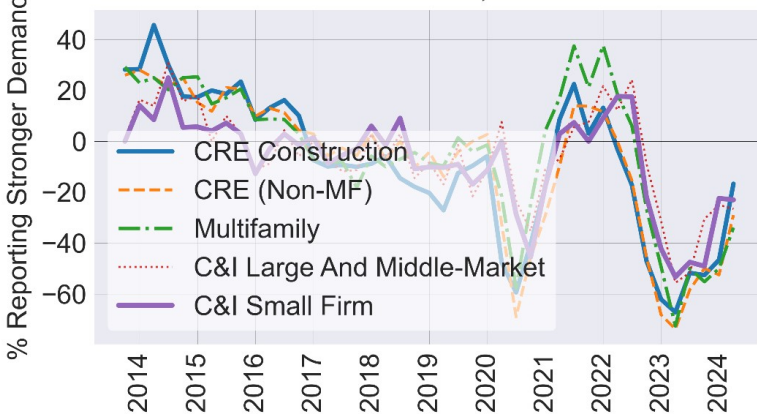 % Reporting Stronger Demand
40
20
0
−20
−40
−60
CRE Construction
CRE (Non-MF)
Multifamily
C&I Large And Middle-Market
C&I Small Firm
2014
2015
2016
2017
2018
2019
2020
2021
2022
2023
2024